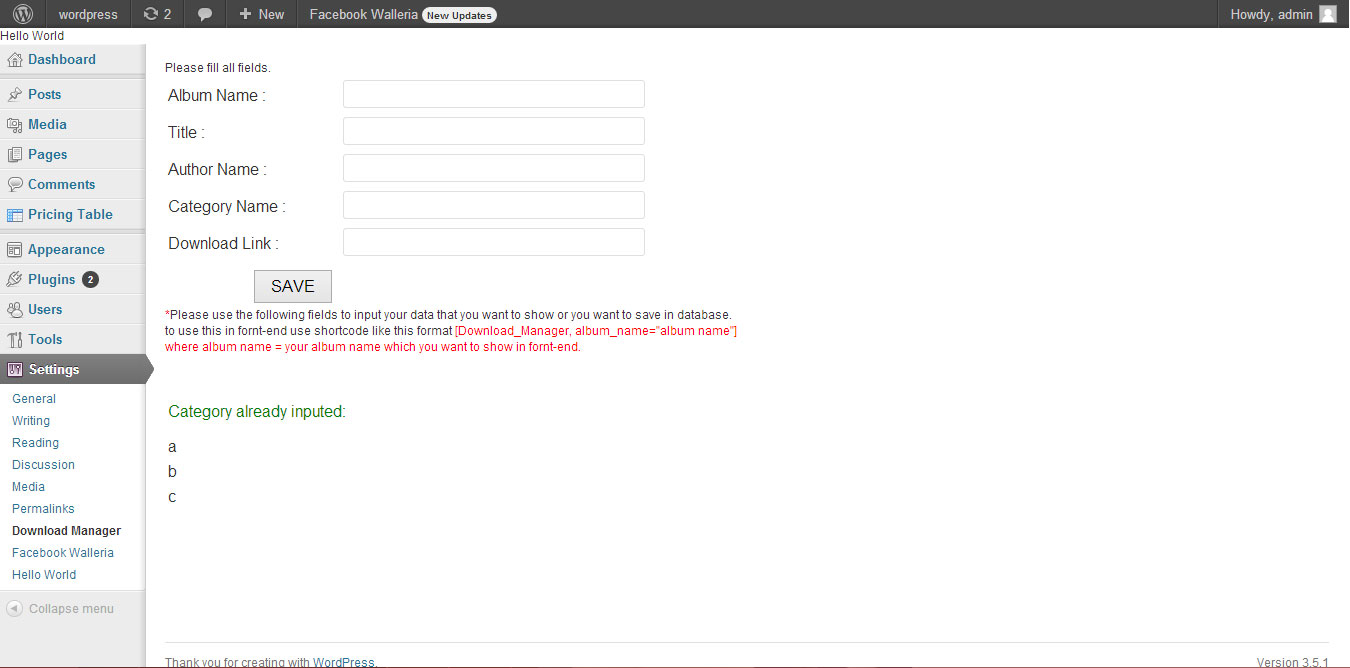 wordpress 2 + New Facebook Walleria New Updates Howdy, admin
Hello World
Dashboard
Posts
Media
Pages
Comments
Pricing Table
Appearance
Plugins 2
Users
Tools
Settings
General
Writing
Reading
Discussion
Media
Permalinks
Download Manager
Facebook Walleria
Hello World
Collapse menu
Please fill all fields.
Album Name :
Title :
Author Name :
Category Name :
Download Link :
SAVE
*Please use the following fields to input your data that you want to show or you want to save in database.
to use this in fornt-end use shortcode like this format [Download_Manager, album_name="album name"]
where album name = your album name which you want to show in fornt-end.
Category already inputed:
a
b
c
Thank you for creating with WordPress. Version 3.5.1